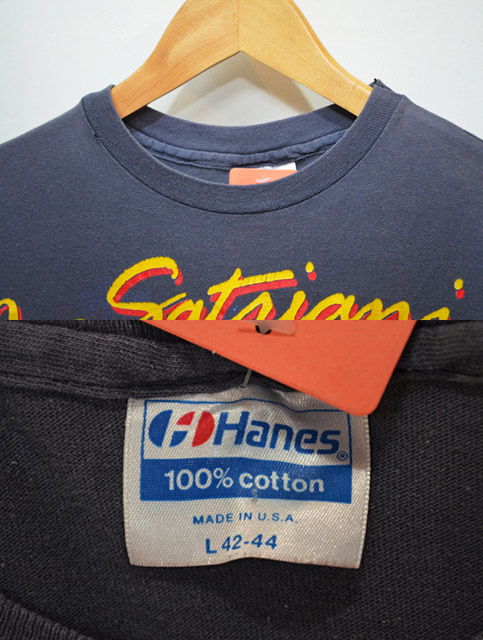 Satriani
Hanes®
100% cotton
MADE IN U.S.A.
L 42-44